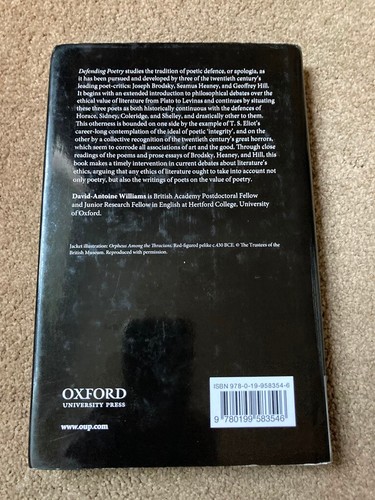 Defending Poetry studies the tradition of poetic defence, or apologia, as
it has been pursued and developed by three of the twentieth century's
leading poet-critics: Joseph Brodsky, Seamus Heaney, and Geoffrey Hill.
It begins with an extended introduction to philosophical debates over the
ethical value of literature from Plato to Levinas and continues by situating
these three poets as both historically continuous with the defences of
Horace, Sidney, Coleridge, and Shelley, and drastically other to them.
This otherness is bounded on one side by the example of T. S. Eliot's
career-long contemplation of the ideal of poetic 'integrity', and on the
other by a collective recognition of the twentieth century's great horrors,
which seem to corrode all associations of art and the good. Through close
readings of the poems and prose essays of Brodsky, Heaney, and Hill, this
book makes a timely intervention in current debates about literature's
ethics, arguing that any ethics of literature ought to take into account not
only poetry, but also the writings of poets on the value of poetry.
David-Antoine Williams is British Academy Postdoctoral Fellow
and Junior Research Fellow in English at Hertford College, University
of Oxford.
Jacket illustration: Orpheus Among the Thracians. Red-figured pelike c.430 BCE. © The Trustees of the
British Museum. Reproduced with permission.
OXFORD
UNIVERSITY PRESS
www.oup.com
ISBN 978-0-19-958354-6
9 780199 583546